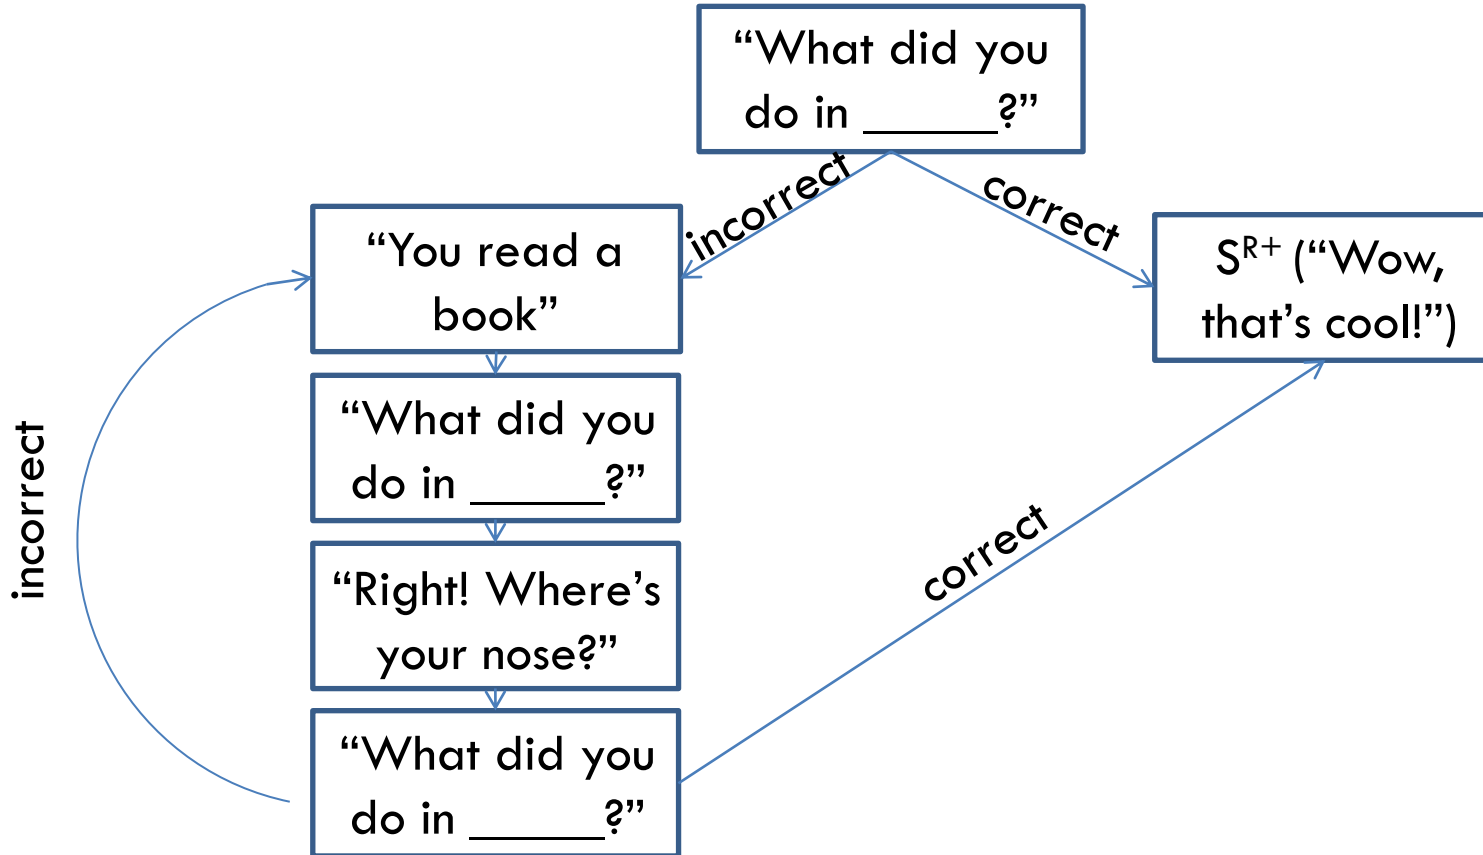 “What did you
do in ______?”
incorrect
correct
“You read a
book”
S^R+ (“Wow,
that’s cool!”)
“What did you
do in ______?”
incorrect
“Right! Where’s
your nose?”
correct
“What did you
do in ______?”